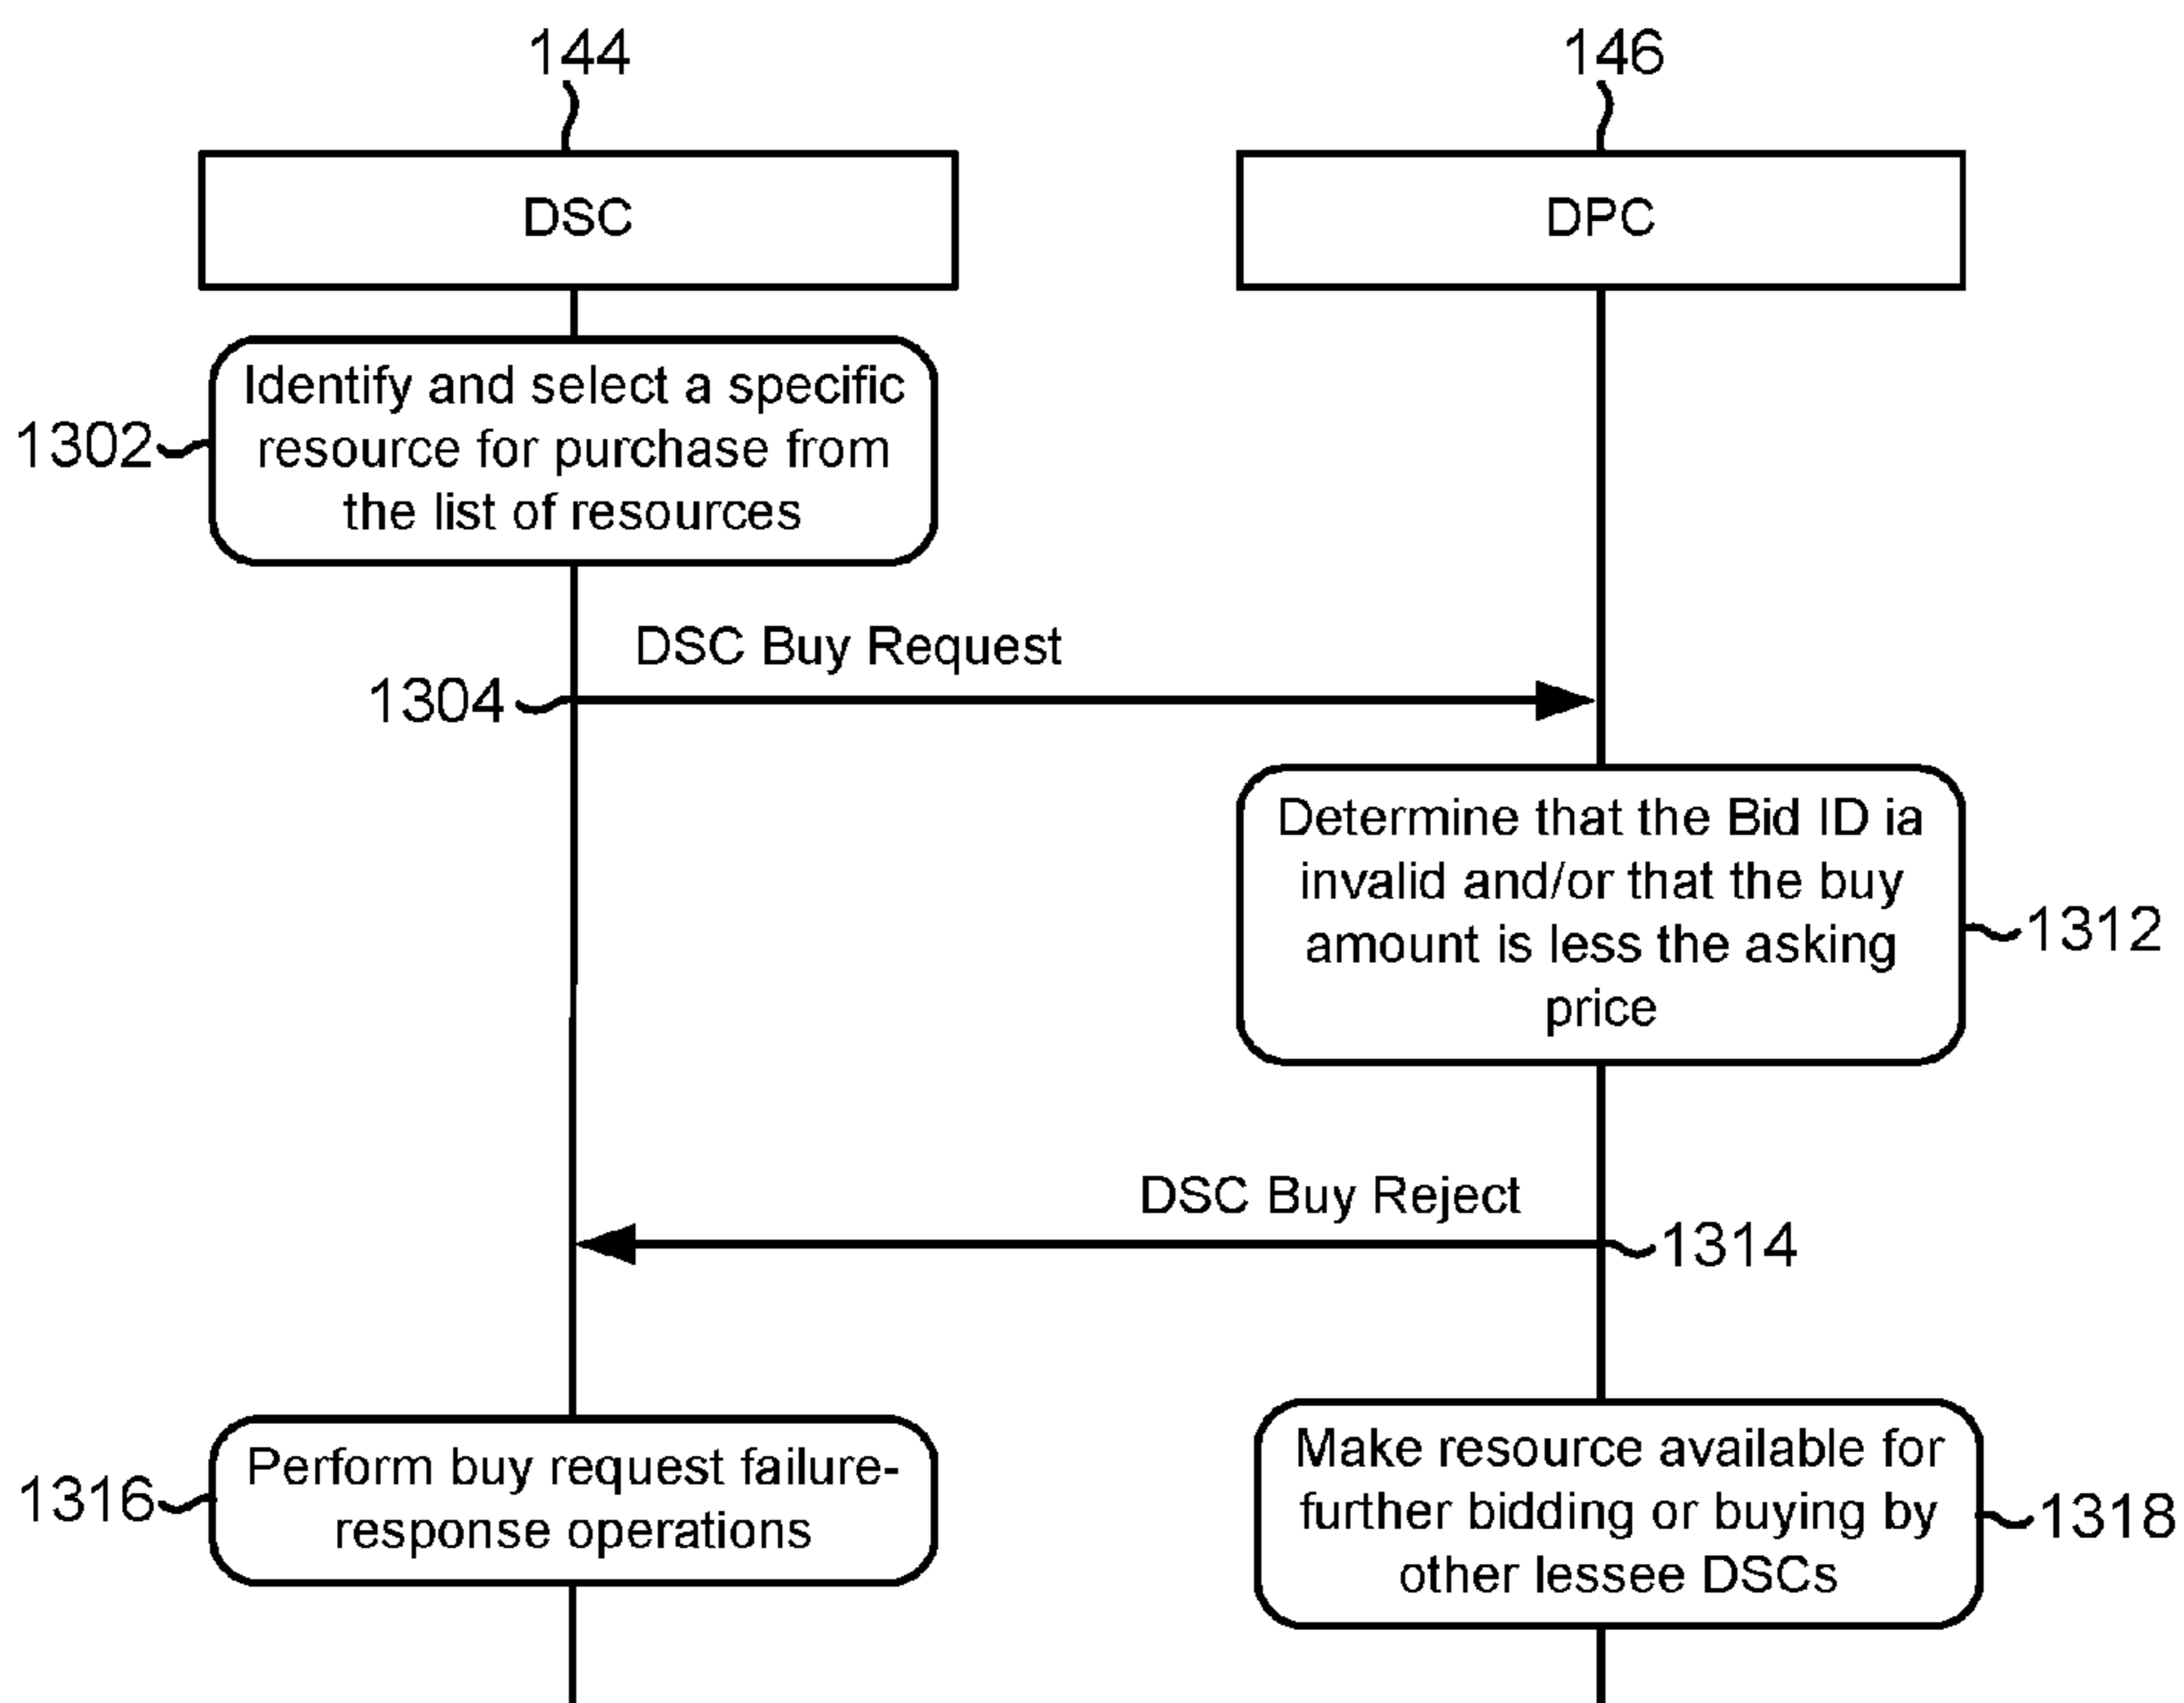 144
146
DSC
DPC
Identify and select a specific
resource for purchase from
the list of resources
1302
DSC Buy Request
1304
Determine that the Bid ID ia
invalid and/or that the buy
amount is less the asking
price
1312
DSC Buy Reject
1314
Perform buy request failure-
response operations
1316
Make resource available for
further bidding or buying by
other lessee DSCs
1318